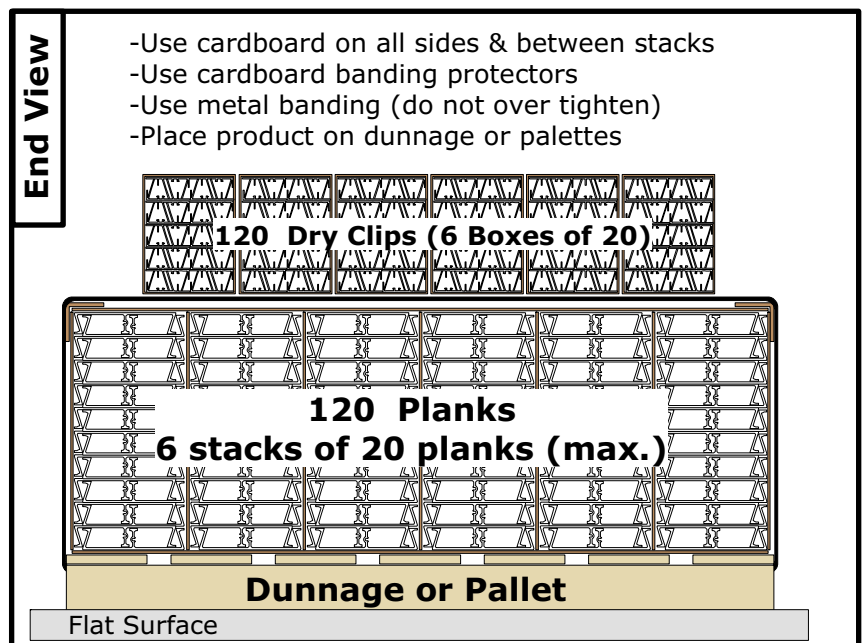 End View
-Use cardboard on all sides & between stacks
-Use cardboard banding protectors
-Use metal banding (do not over tighten)
-Place product on dunnage or palettes
120 Dry Clips (6 Boxes of 20)
120 Planks
6 stacks of 20 planks (max.)
Dunnage or Pallet
Flat Surface